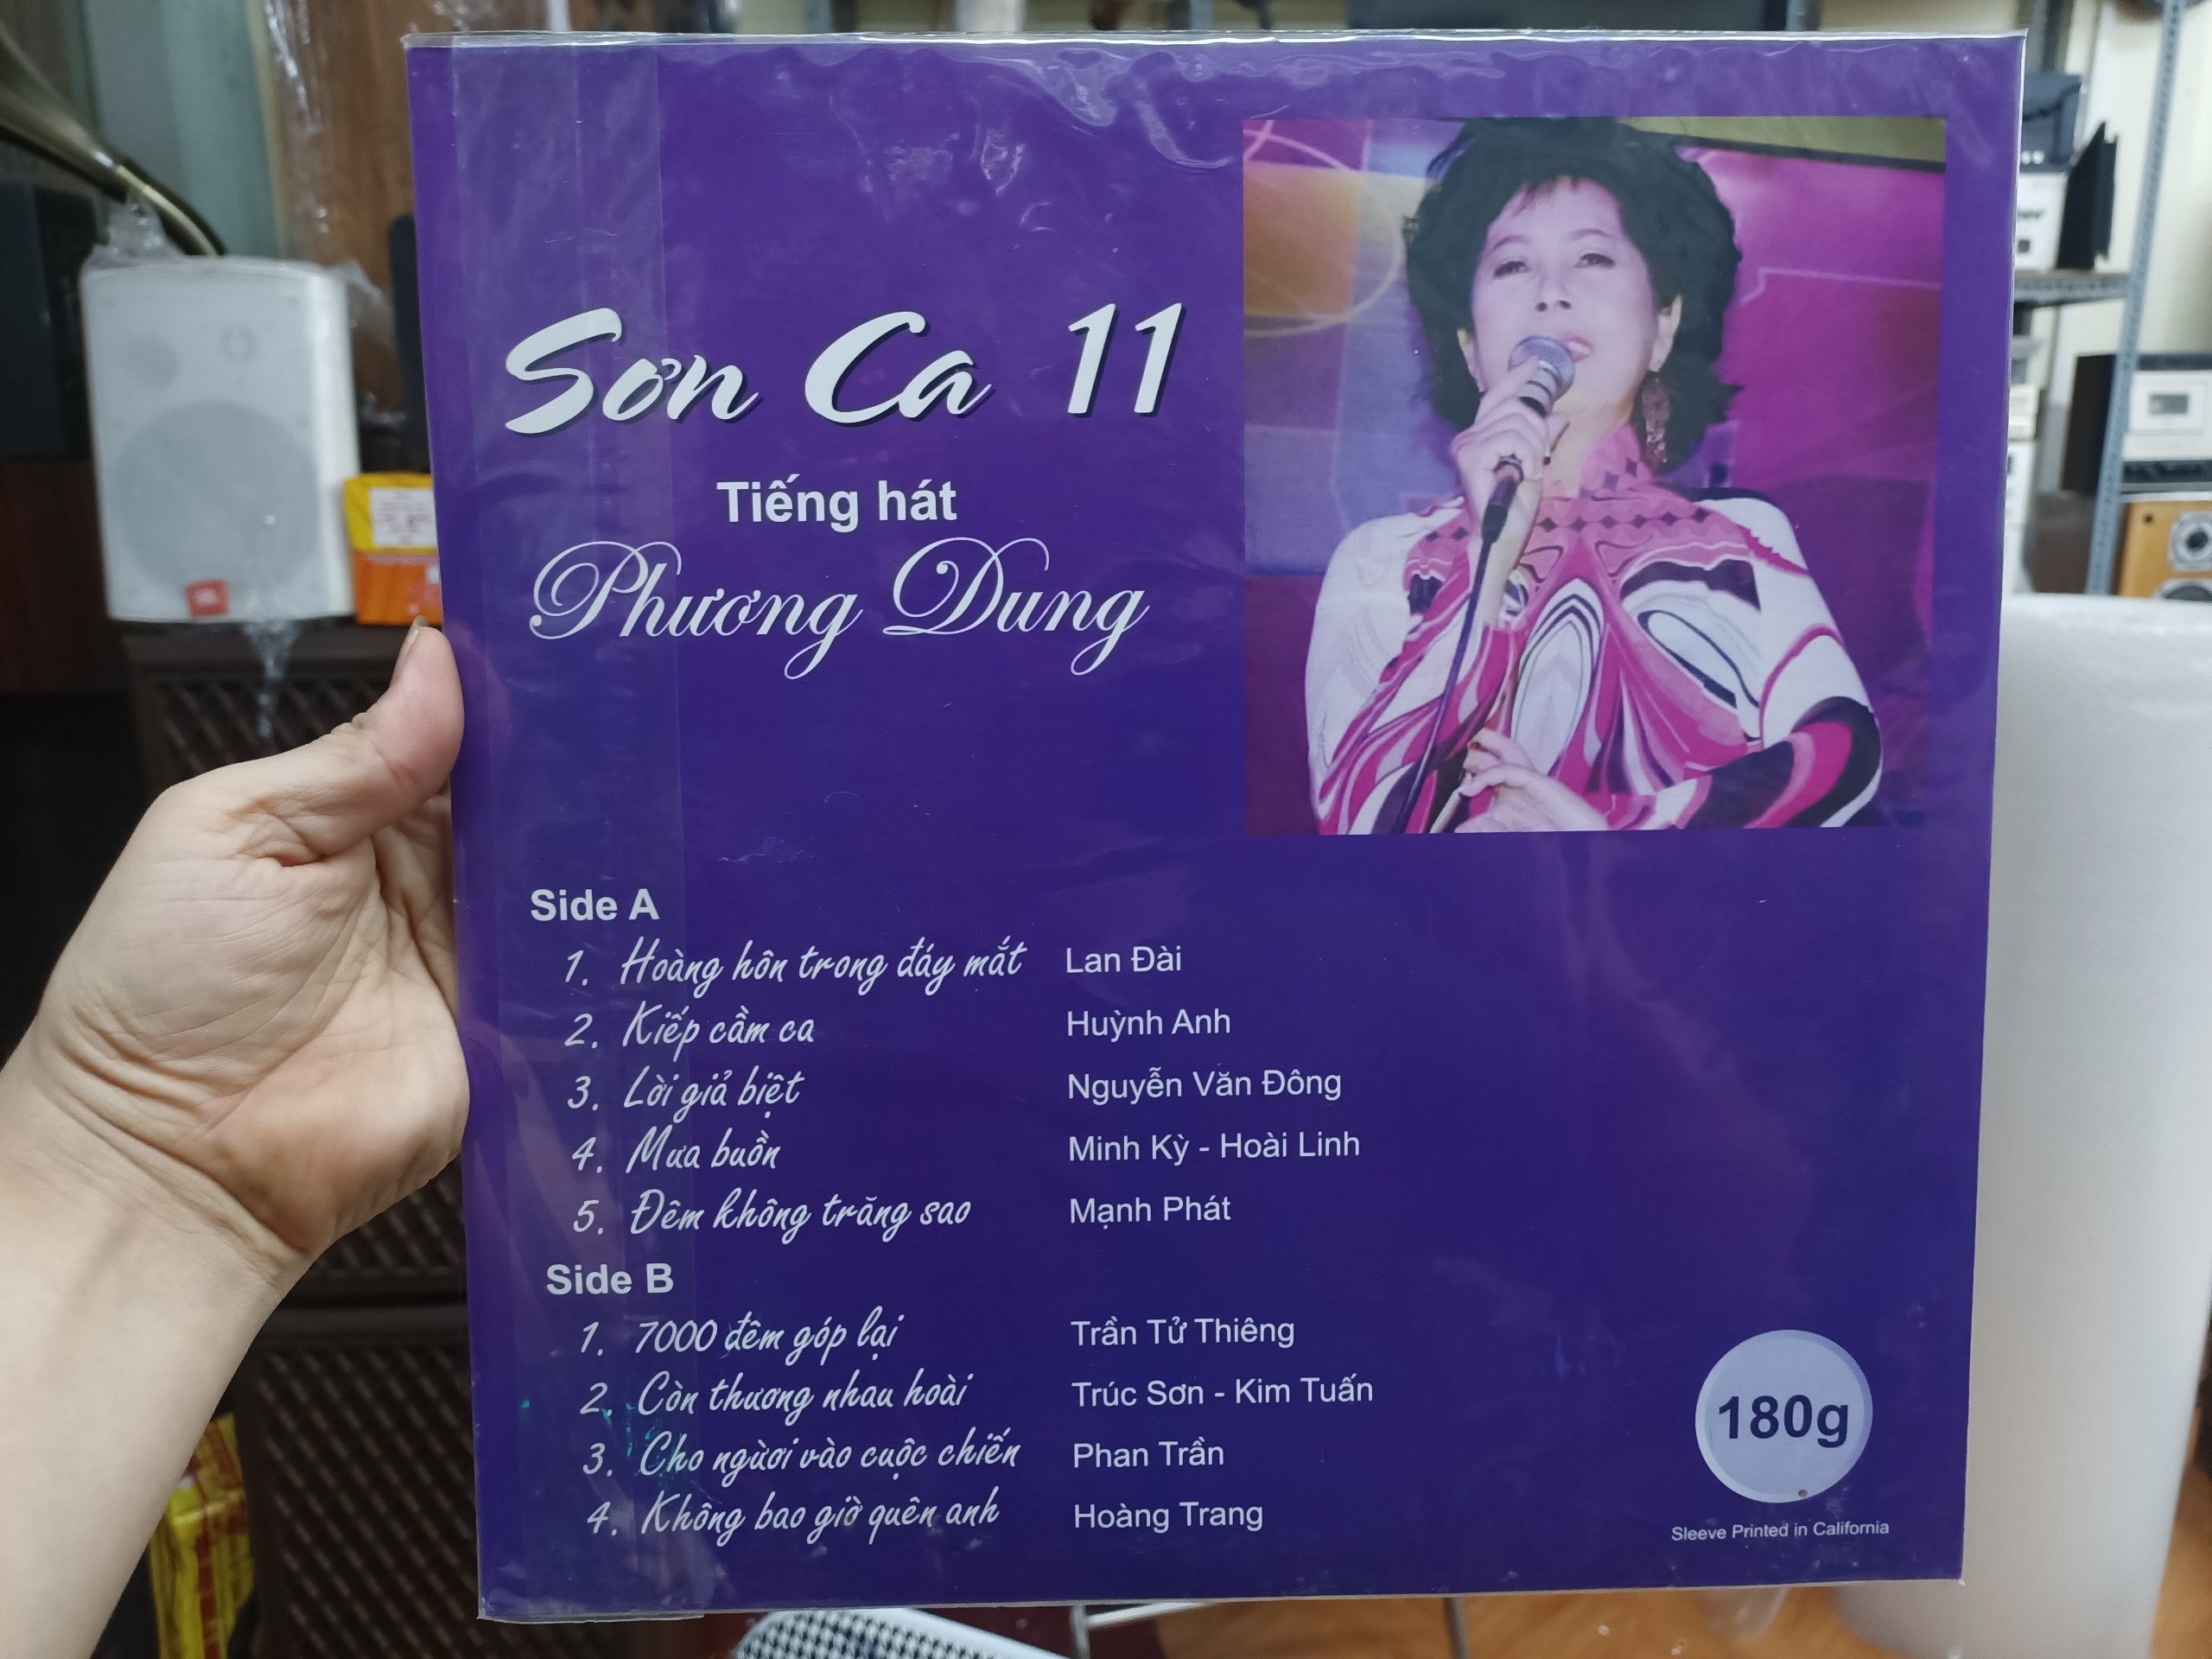 Sơn Ca 11
Tiếng hát
Phương Dung
Side A
1. Hoàng hôn trong đáy mắt Lan Đài
2. Kiếp cầm ca Huỳnh Anh
3. Lời giả biệt Nguyễn Văn Đông
4. Mưa buồn Minh Kỳ - Hoài Linh
5. Đêm không trăng sao Mạnh Phát
Side B
1. 7000 đêm góp lại Trần Tử Thiêng
2. Còn thương nhau hoài Trúc Sơn - Kim Tuấn
3. Cho ngừơi vào cuộc chiến Phan Trần
4. Không bao giờ quên anh Hoàng Trang
180g
Sleeve Printed in California
JBL